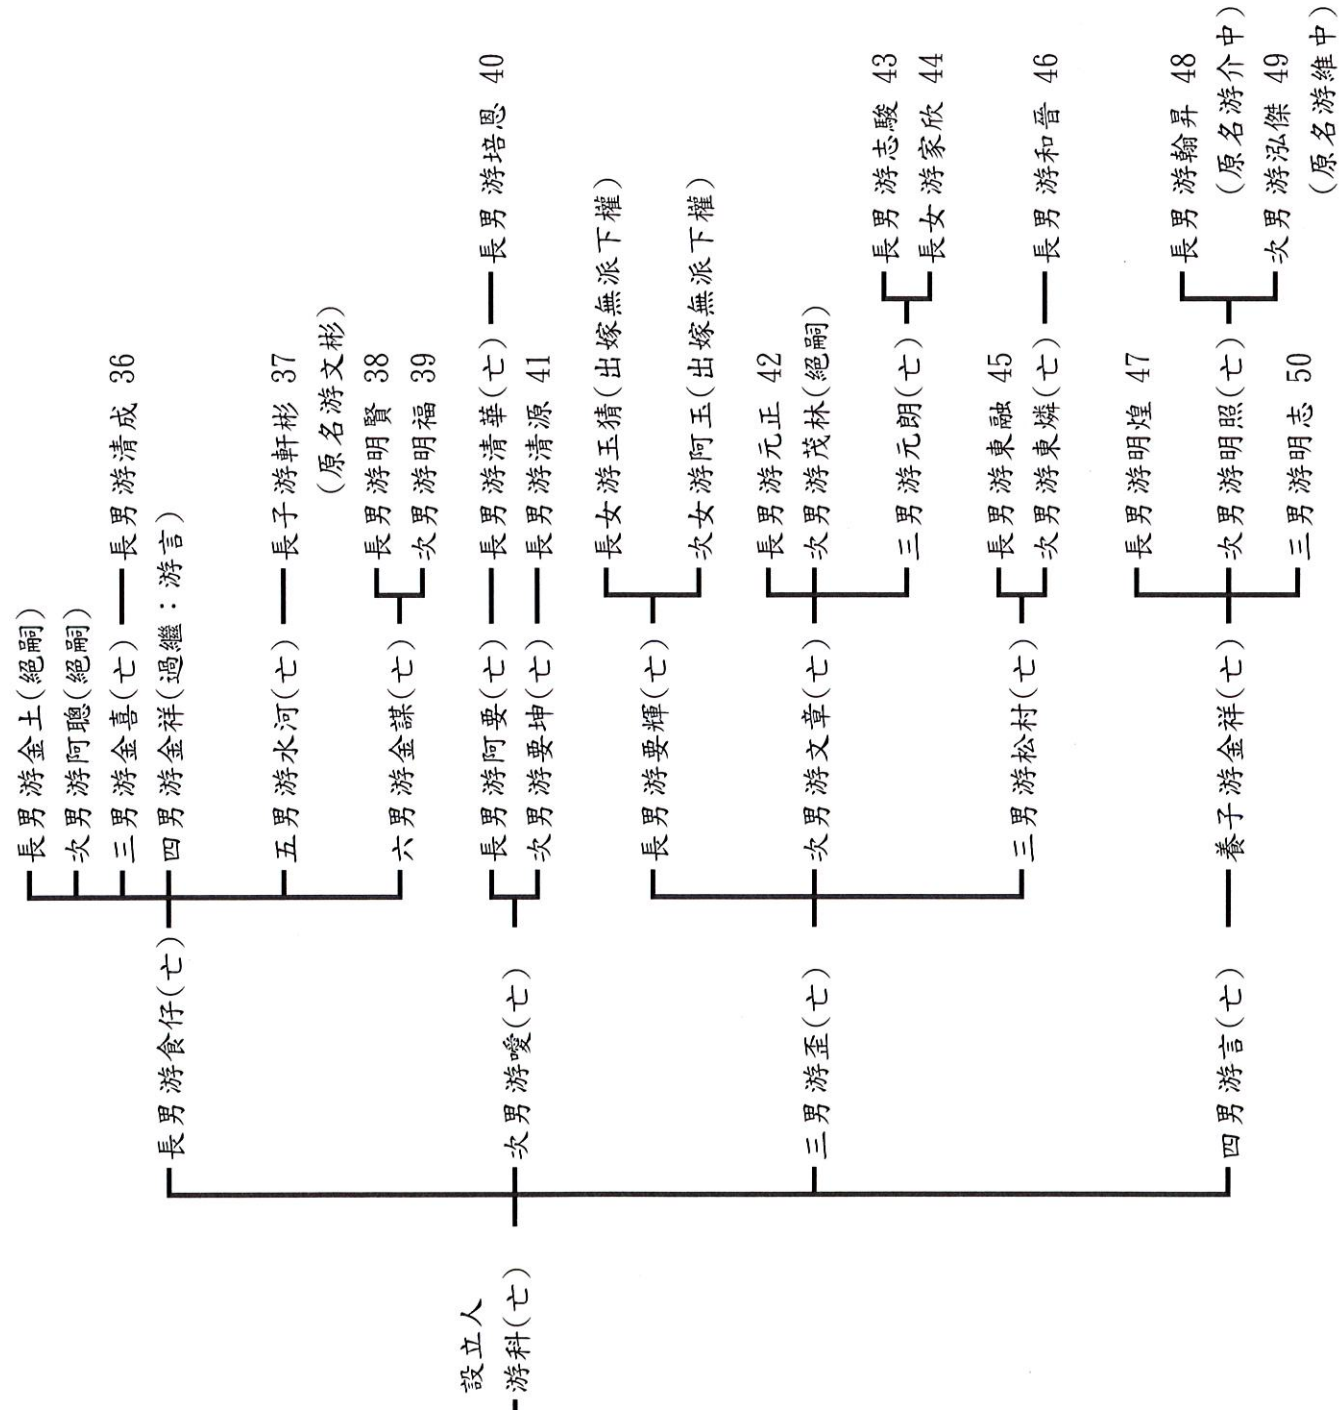 設立人
游科(亡)
長男游食仔(亡)
長男游金土(絕嗣)
次男游阿聰(絕嗣)
三男游金喜(亡)
長男游清成 36
四男游金祥(過繼：游言)
五男游水河(亡)
長子游軒彬 37
(原名游文彬)
六男游金謀(亡)
長男游明賢 38
次男游明福 39
次男游噯(亡)
長男游阿要(亡)
長男游清華(亡)
長男游培恩 40
次男游要坤(亡)
長男游清源 41
三男游歪(亡)
長男游要輝(亡)
長女游玉猜(出嫁無派下權)
次女游阿玉(出嫁無派下權)
次男游文章(亡)
長男游元正 42
次男游茂林(絕嗣)
三男游元朗(亡)
長男游志駿 43
長女游家欣 44
三男游松村(亡)
長男游東融 45
次男游東燐(亡)
長男游和晉 46
四男游言(亡)
養子游金祥(亡)
長男游明煌 47
次男游明照(亡)
長男游翰昇 48
(原名游介中)
次男游泓傑 49
(原名游維中)
三男游明志 50